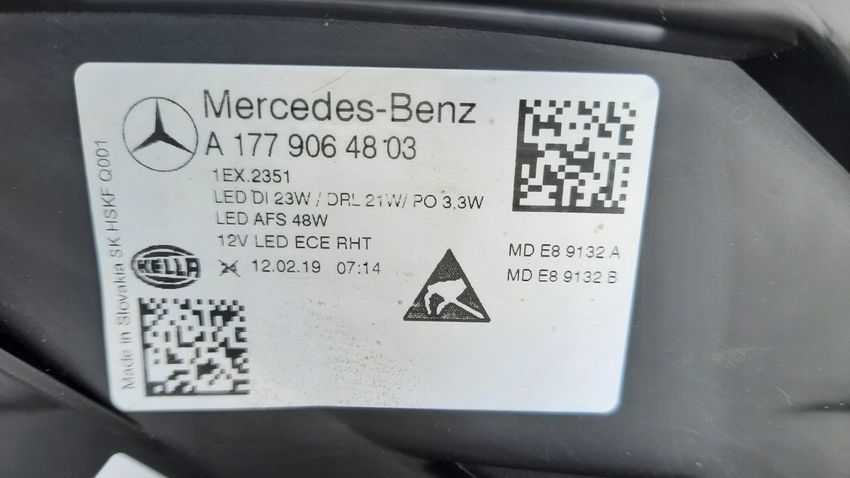 Mercedes-Benz
A 177 906 48 03
1EX.2351
LED DI 23W / DRL 21W/ PO 3,3W
LED AFS 48W
12V LED ECE RHT
HELLA
24 12.02.19 07:14
MD E8 9132 A
MD E8 9132 B
Made in Slovakia SK HSKF Q001